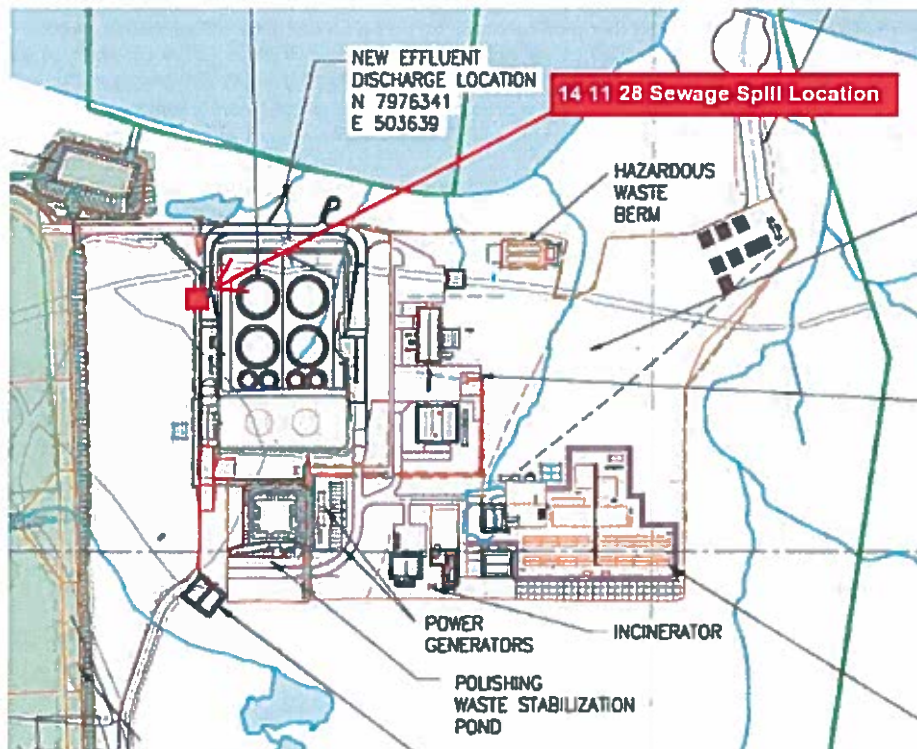 NEW EFFLUENT
DISCHARGE LOCATION
N 7976341
E 503639
14 11 28 Sewage Spill Location
HAZARDOUS
WASTE
BERM
POWER
GENERATORS
INCINERATOR
POLISHING
WASTE STABILIZATION
POND